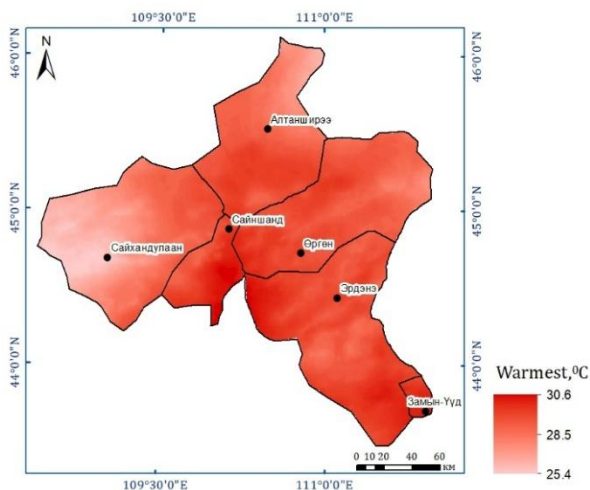 109°30'0"E 111°0'0"E
N
46°0'0"N 46°0'0"N
Алтанширээ
45°0'0"N 45°0'0"N
Сайншанд
Сайхандулаан
Өргөн
Эрдэнэ
44°0'0"N 44°0'0"N
Замын-Үүд
Warmest,⁰C
30.6
28.5
25.4
0 10 20 40 60
км
109°30'0"E 111°0'0"E